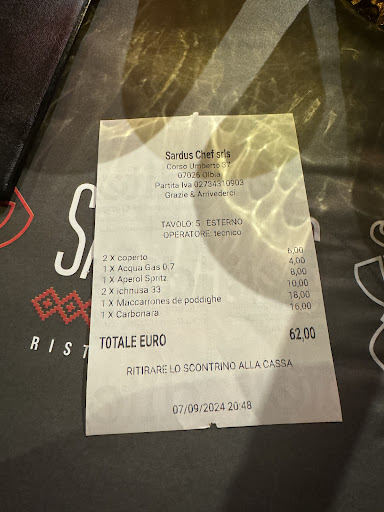 Sardus Chef srls
Corso Umberto 37
07026 Olbia
Partita Iva 02734310903
Grazie & Arrivederci
TAVOLO: 5 ESTERNO
OPERATORE: tecnico
2 X coperto 6,00
1 X Acqua Gas 0.7 4,00
1 X Aperol Spritz 8,00
2 X ichnusa 33 10,00
1 X Maccarrones de poddighe 18,00
1 X Carbonara 16,00
TOTALE EURO 62,00
RITIRARE LO SCONTRINO ALLA CASSA
07/09/2024 20:48
RIST